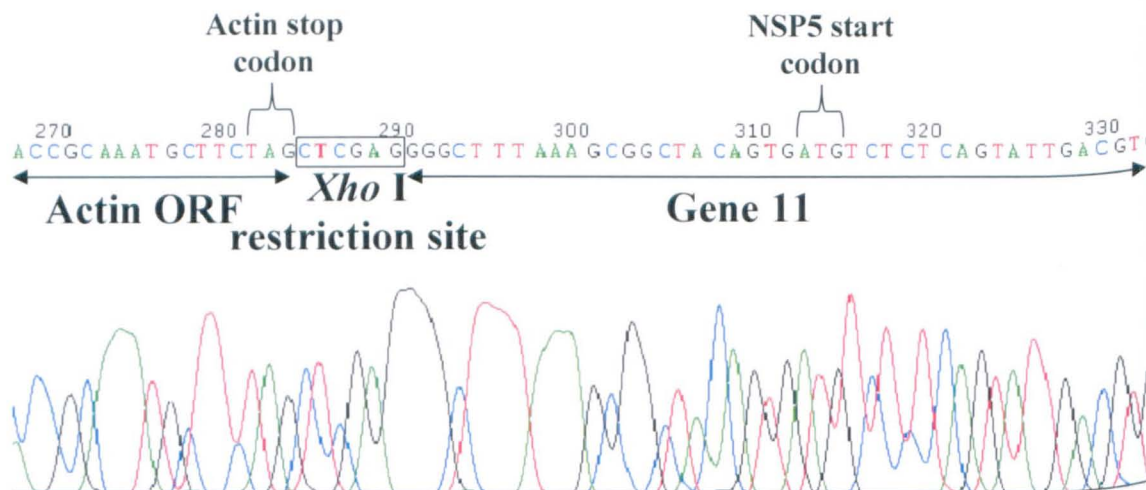 Actin stop
codon
NSP5 start
codon
270 280 290 300 310 320 330
ACCGCAAATGCTTCTAGCTCGAGGGGCTTTAAAGCGGCTACAGTGATGTCTCTCAGTATTGACGT
Actin ORF
Xho I
restriction site
Gene 11